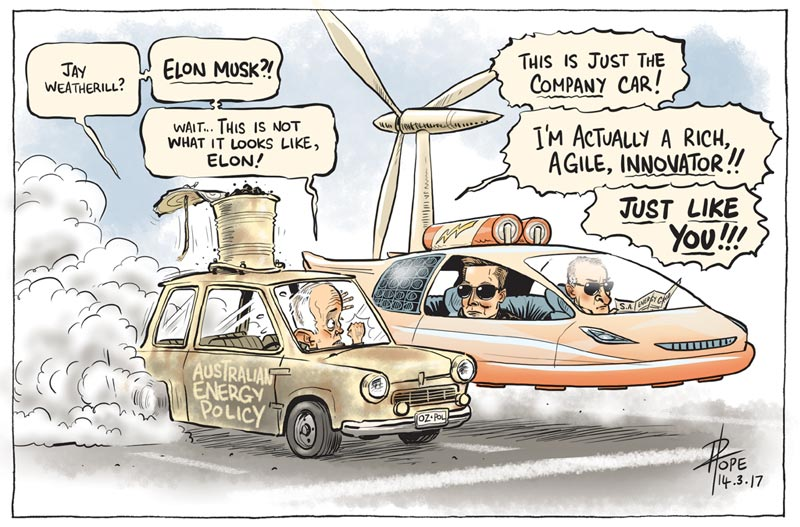 JAY
WEATHERILL?
ELON MUSK?!
WAIT... THIS IS NOT
WHAT IT LOOKS LIKE,
ELON!
THIS IS JUST THE
COMPANY CAR!
I'M ACTUALLY A RICH,
AGILE, INNOVATOR!!
JUST LIKE
YOU!!!
S.A. ENERGY
AUSTRALIAN
ENERGY
POLICY
OZ•POL
POPE
14.3.17